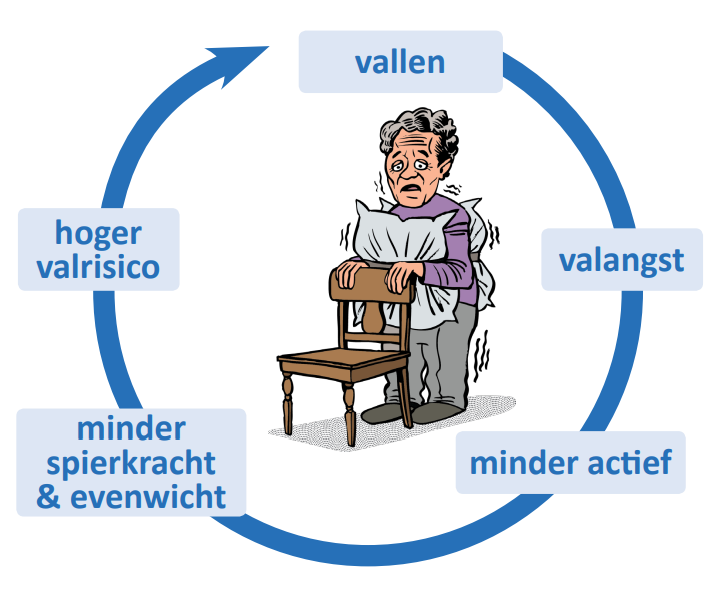 vallen
valangst
minder actief
minder
spierkracht
& evenwicht
hoger
valrisico